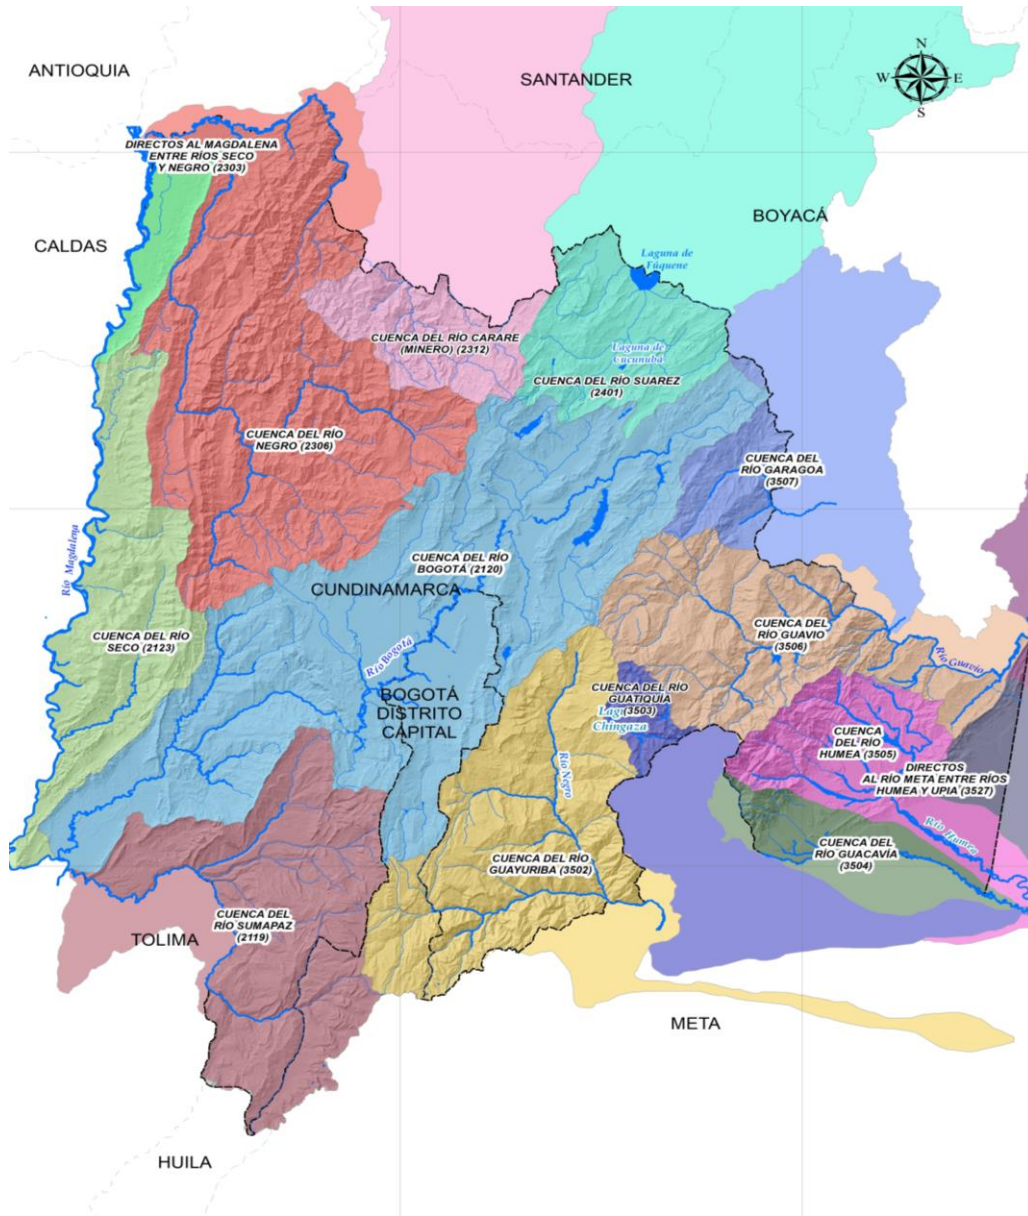 ANTIOQUIA
SANTANDER
N
W
E
S
DIRECTOS AL MAGDALENA
ENTRE RÍOS SECO
Y NEGRO (2303)
BOYACÁ
CALDAS
Laguna de
Fúquene
CUENCA DEL RÍO CARARE
(MINERO) (2312)
Laguna de
Cucunubá
CUENCA DEL RÍO SUAREZ
(2401)
CUENCA DEL RÍO
NEGRO (2306)
CUENCA DEL
RÍO GARAGOA
(3507)
Río Magdalena
CUENCA DEL RÍO
BOGOTÁ (2120)
CUNDINAMARCA
CUENCA DEL RÍO
SECO (2123)
Río Bogotá
CUENCA DEL
RÍO GUAVIO
(3506)
Río Guavio
BOGOTÁ
DISTRITO
CAPITAL
CUENCA DEL RÍO
GUATIQUÍA
(3503)
Chingaza
CUENCA
DEL RÍO
HUMEA (3505)
DIRECTOS
AL RÍO META ENTRE RÍOS
HUMEA Y UPIA (3527)
Río Negro
Río Humea
CUENCA DEL
RÍO GUACAVÍA
(3504)
CUENCA DEL RÍO
GUAYURIBA (3502)
CUENCA DEL
RÍO SUMAPAZ
(2119)
TOLIMA
META
HUILA